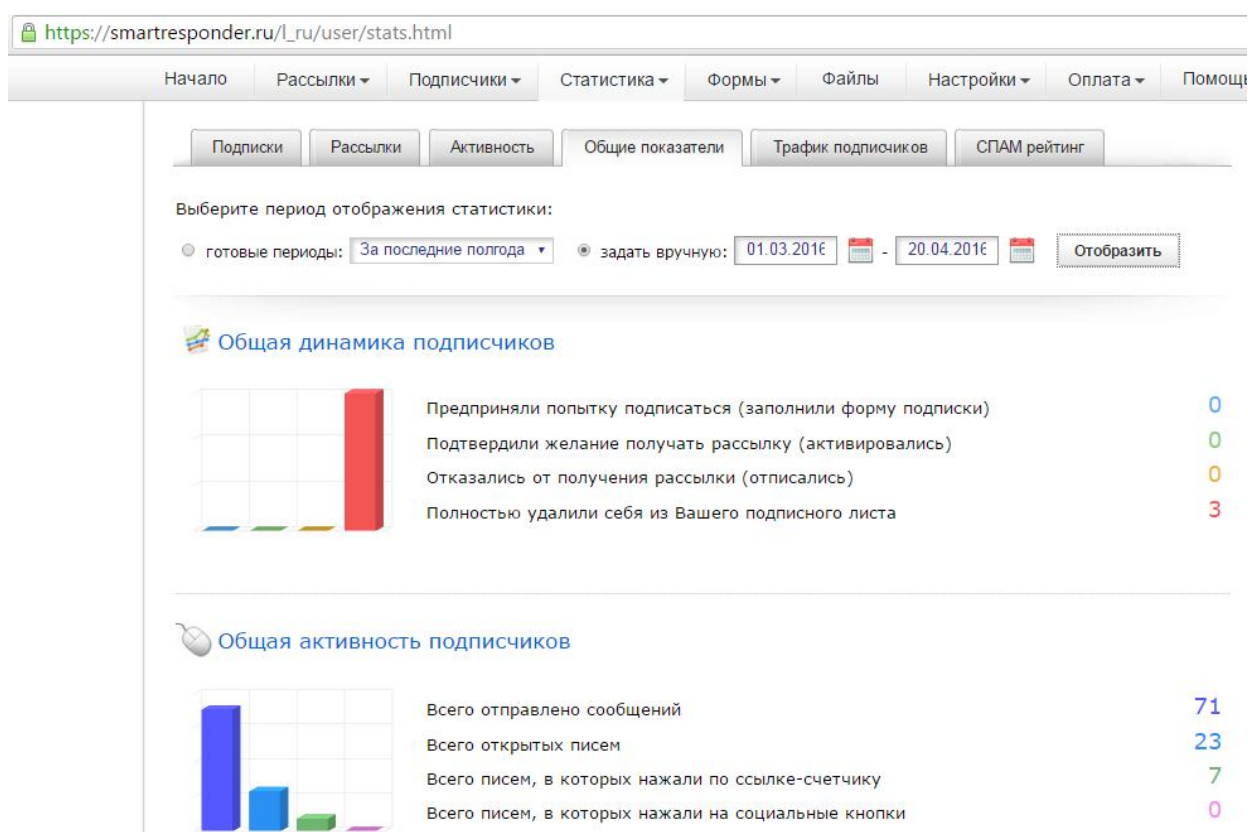 https://smartresponder.ru/l_ru/user/stats.html
Начало Рассылки Подписчики Статистика Формы Файлы Настройки Оплата Помощь
Подписки Рассылки Активность Общие показатели Трафик подписчиков СПАМ рейтинг
Выберите период отображения статистики:
готовые периоды: За последние полгода задать вручную: 01.03.2016 - 20.04.2016 Отобразить
Общая динамика подписчиков
Предприняли попытку подписаться (заполнили форму подписки) 0
Подтвердили желание получать рассылку (активировались) 0
Отказались от получения рассылки (отписались) 0
Полностью удалили себя из Вашего подписного листа 3
Общая активность подписчиков
Всего отправлено сообщений 71
Всего открытых писем 23
Всего писем, в которых нажали по ссылке-счетчику 7
Всего писем, в которых нажали на социальные кнопки 0